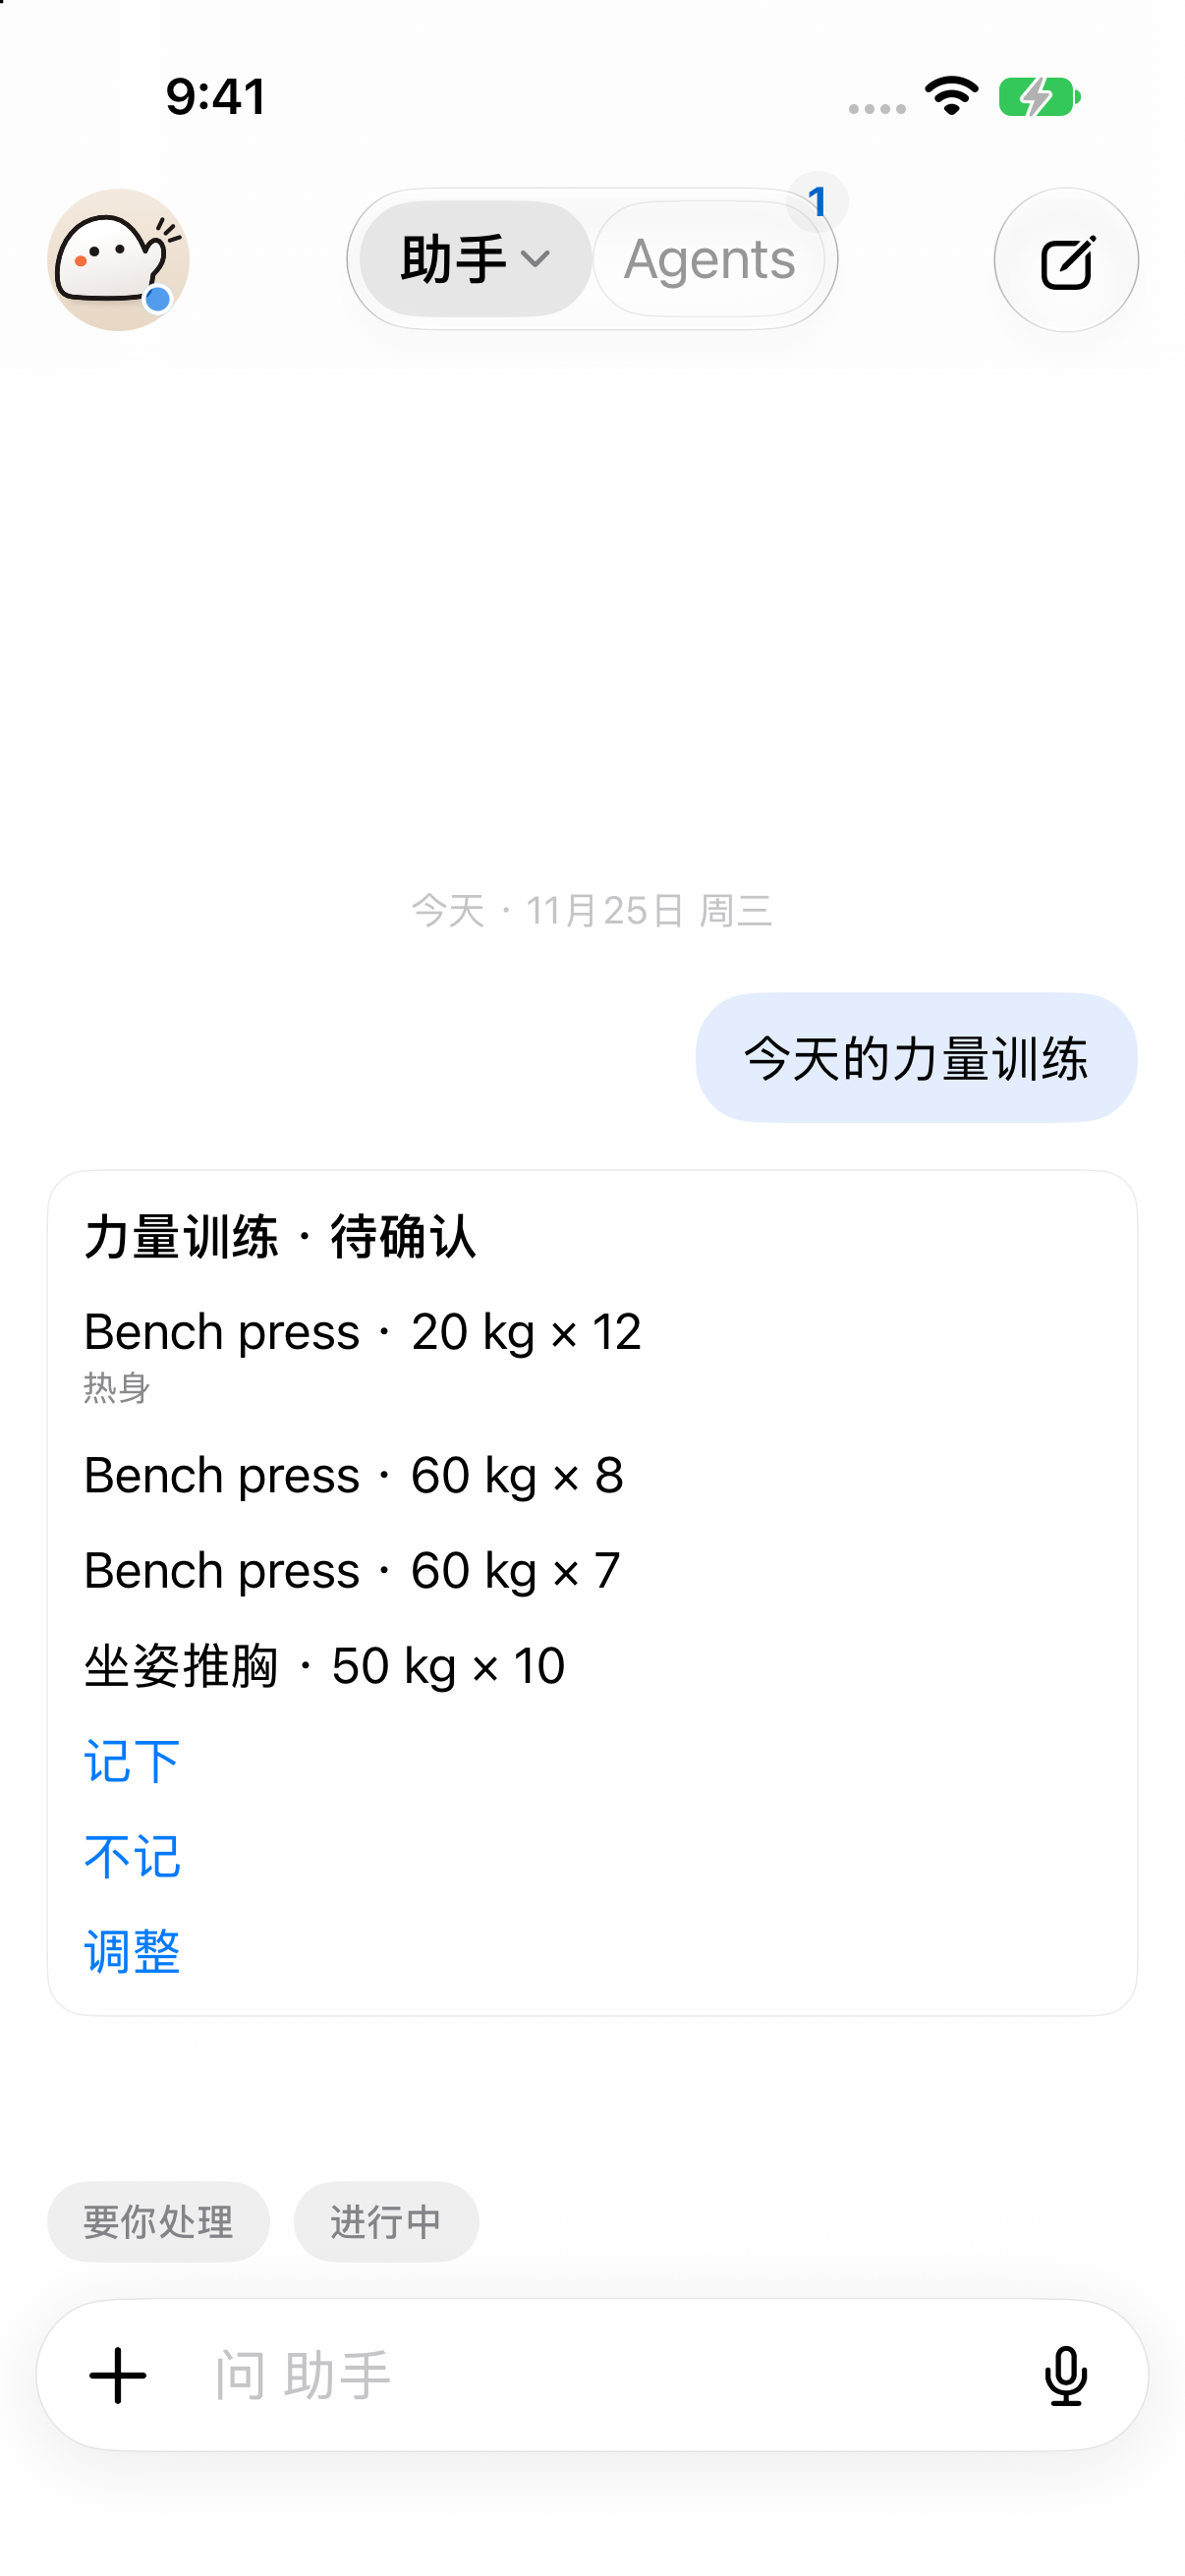 9:41
助手
Agents
1
今天 · 11月25日 周三
今天的力量训练
力量训练 · 待确认
Bench press · 20 kg × 12
热身
Bench press · 60 kg × 8
Bench press · 60 kg × 7
坐姿推胸 · 50 kg × 10
记下
不记
调整
要你处理
进行中
问 助手